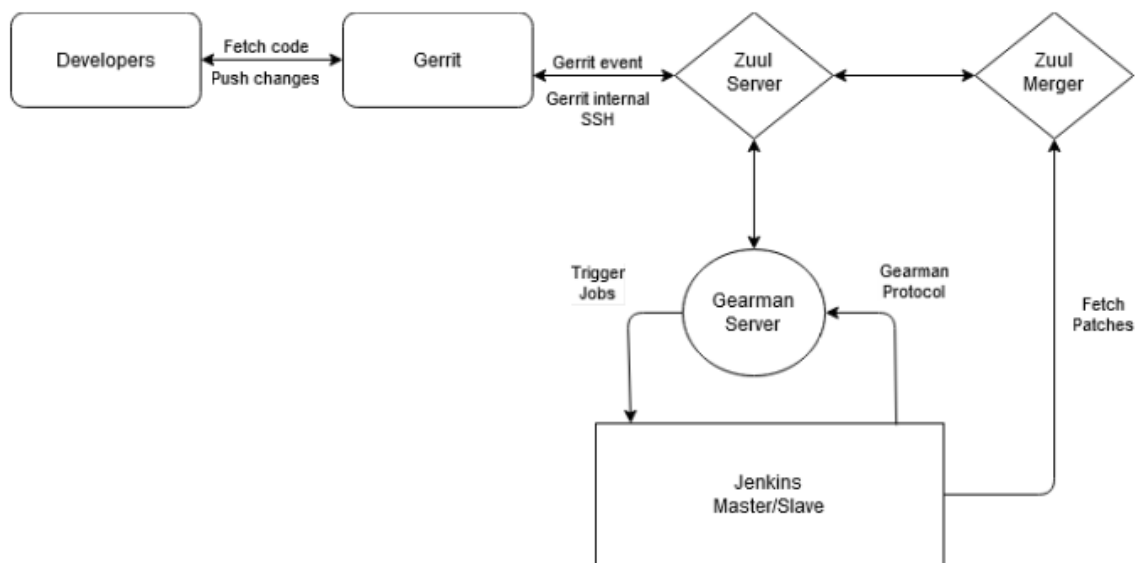 Developers
Fetch code
Push changes
Gerrit
Gerrit event
Gerrit internal
SSH
Zuul
Server
Zuul
Merger
Trigger
Jobs
Gearman
Server
Gearman
Protocol
Fetch
Patches
Jenkins
Master/Slave